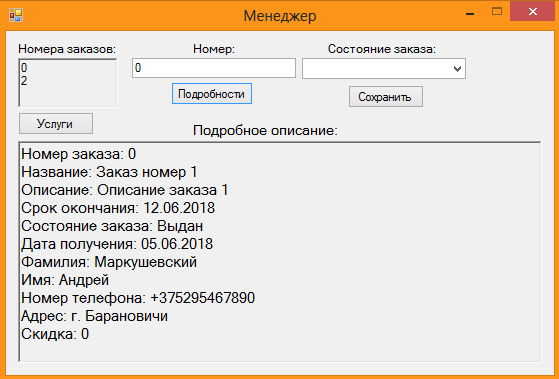 Менеджер
Номера заказов:
Номер:
Состояние заказа:
0
2
0
Подробности
Сохранить
Услуги
Подробное описание:
Номер заказа: 0
Название: Заказ номер 1
Описание: Описание заказа 1
Срок окончания: 12.06.2018
Состояние заказа: Выдан
Дата получения: 05.06.2018
Фамилия: Маркушевский
Имя: Андрей
Номер телефона: +375295467890
Адрес: г. Барановичи
Скидка: 0